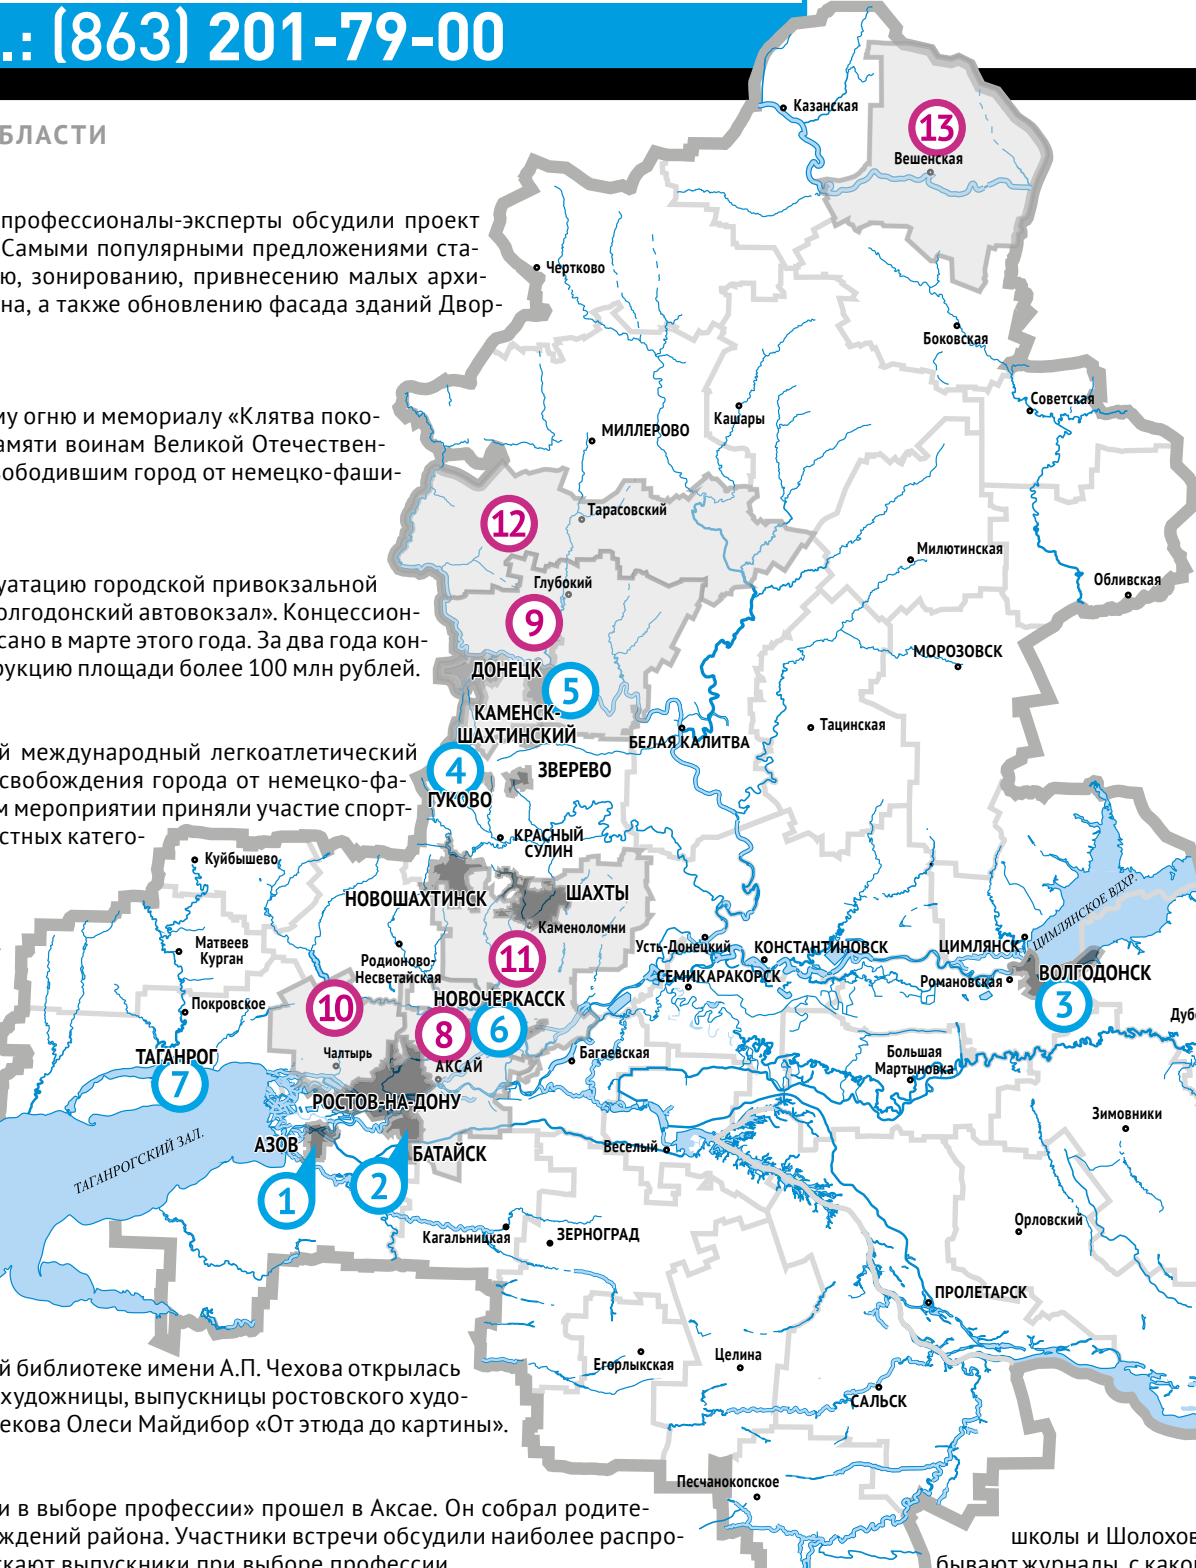 .: (863) 201-79-00
БЛАСТИ
профессионалы-эксперты обсудили проект
Самыми популярными предложениями ста-
ю, зонированию, привнесению малых архи-
на, а также обновлению фасада зданий Двор-
му огню и мемориалу «Клятва поко-
амяти воинам Великой Отечествен-
ободившим город от немецко-фаши-
уатацию городской привокзальной
олгодонский автовокзал». Концессион-
сано в марте этого года. За два года кон-
рукцию площади более 100 млн рублей.
й международный легкоатлетический
свобождения города от немецко-фа-
м мероприятии приняли участие спорт-
стных катего-
Казанская
13
Вешенская
Чертково
Боковская
Советская
Кашары
МИЛЛЕРОВО
12
Тарасовский
Милютинская
Глубокий
Обливская
9
МОРОЗОВСК
ДОНЕЦК
5
КАМЕНСК-
ШАХТИНСКИЙ
Тацинская
БЕЛАЯ КАЛИТВА
4
ЗВЕРЕВО
ГУКОВО
КРАСНЫЙ
СУЛИН
Куйбышево
НОВОШАХТИНСК
ШАХТЫ
Каменоломни
ЦИМЛЯНСКОЕ ВДХР.
Матвеев
Курган
Родионово-
Несветайская
11
Усть-Донецкий
КОНСТАНТИНОВСК
ЦИМЛЯНСК
СЕМИКАРАКОРСК
Романовская
ВОЛГОДОНСК
3
Покровское
10
НОВОЧЕРКАССК
8
6
Дубо
Чалтырь
АКСАЙ
Багаевская
Большая
Мартыновка
ТАГАНРОГ
7
РОСТОВ-НА-ДОНУ
Зимовники
АЗОВ
БАТАЙСК
Веселый
ТАГАНРОГСКИЙ ЗАЛ.
1
2
Кагальницкая
ЗЕРНОГРАД
Орловский
ПРОЛЕТАРСК
Егорлыкская
Целина
САЛЬСК
Песчанокопское
й библиотеке имени А.П. Чехова открылась
художницы, выпускницы ростовского худо-
екова Олеси Майдибор «От этюда до картины».
и в выборе профессии» прошел в Аксае. Он собрал родите-
ждений района. Участники встречи обсудили наиболее распро-
скают выпускники при выборе профессии
школы и Шолохов
бывают журналы, с како